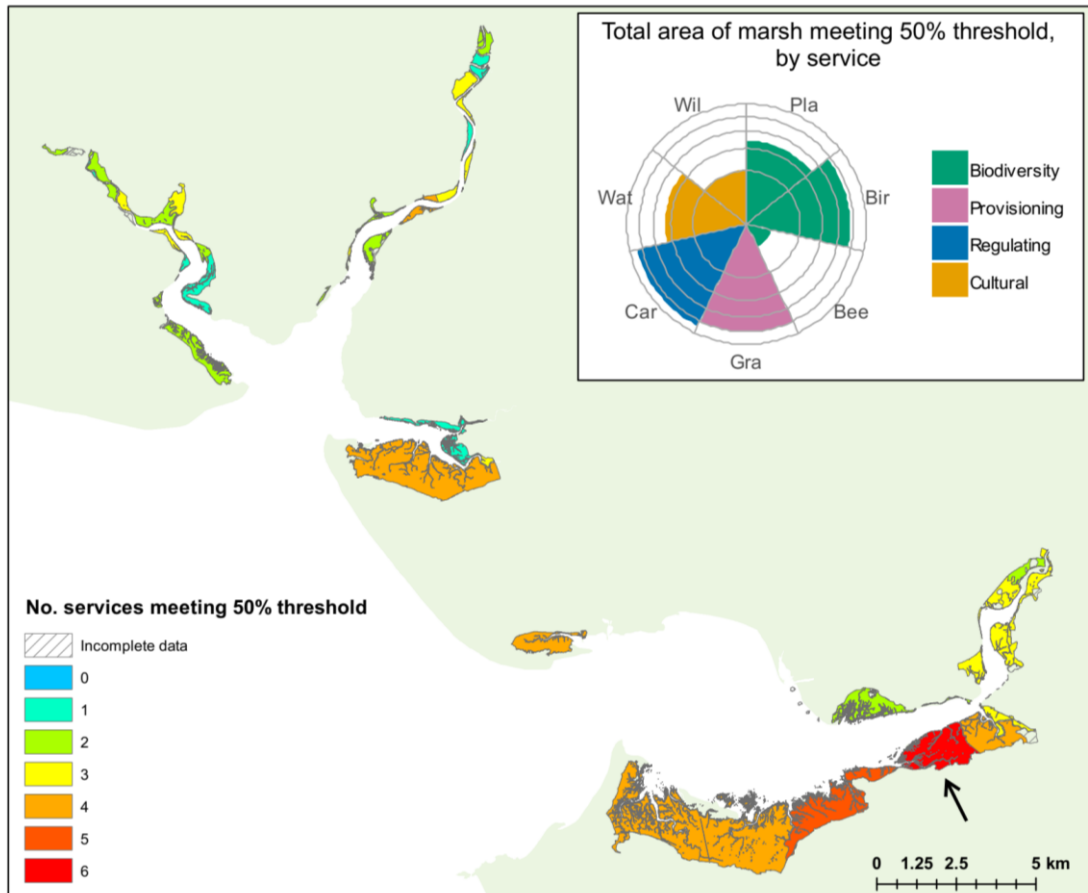 Total area of marsh meeting 50% threshold,
by service
Wil
Pla
Wat
Bir
Car
Bee
Gra
Biodiversity
Provisioning
Regulating
Cultural
No. services meeting 50% threshold
Incomplete data
0
1
2
3
4
5
6
0 1.25 2.5 5 km